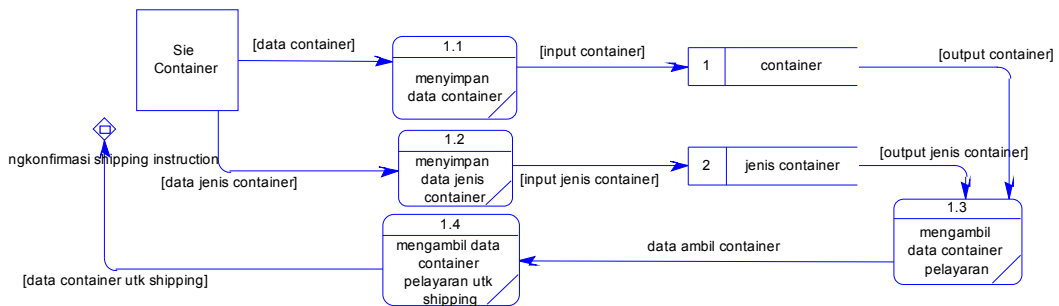 Sie
Container
[data container]
1.1
menyimpan
data container
[input container]
1
container
[output container]
ngkonfirmasi shipping instruction
[data jenis container]
1.2
menyimpan
data jenis
container
[input jenis container]
2
jenis container
[output jenis container]
1.3
mengambil
data container
pelayaran
data ambil container
1.4
mengambil data
container
pelayaran utk
shipping
[data container utk shipping]